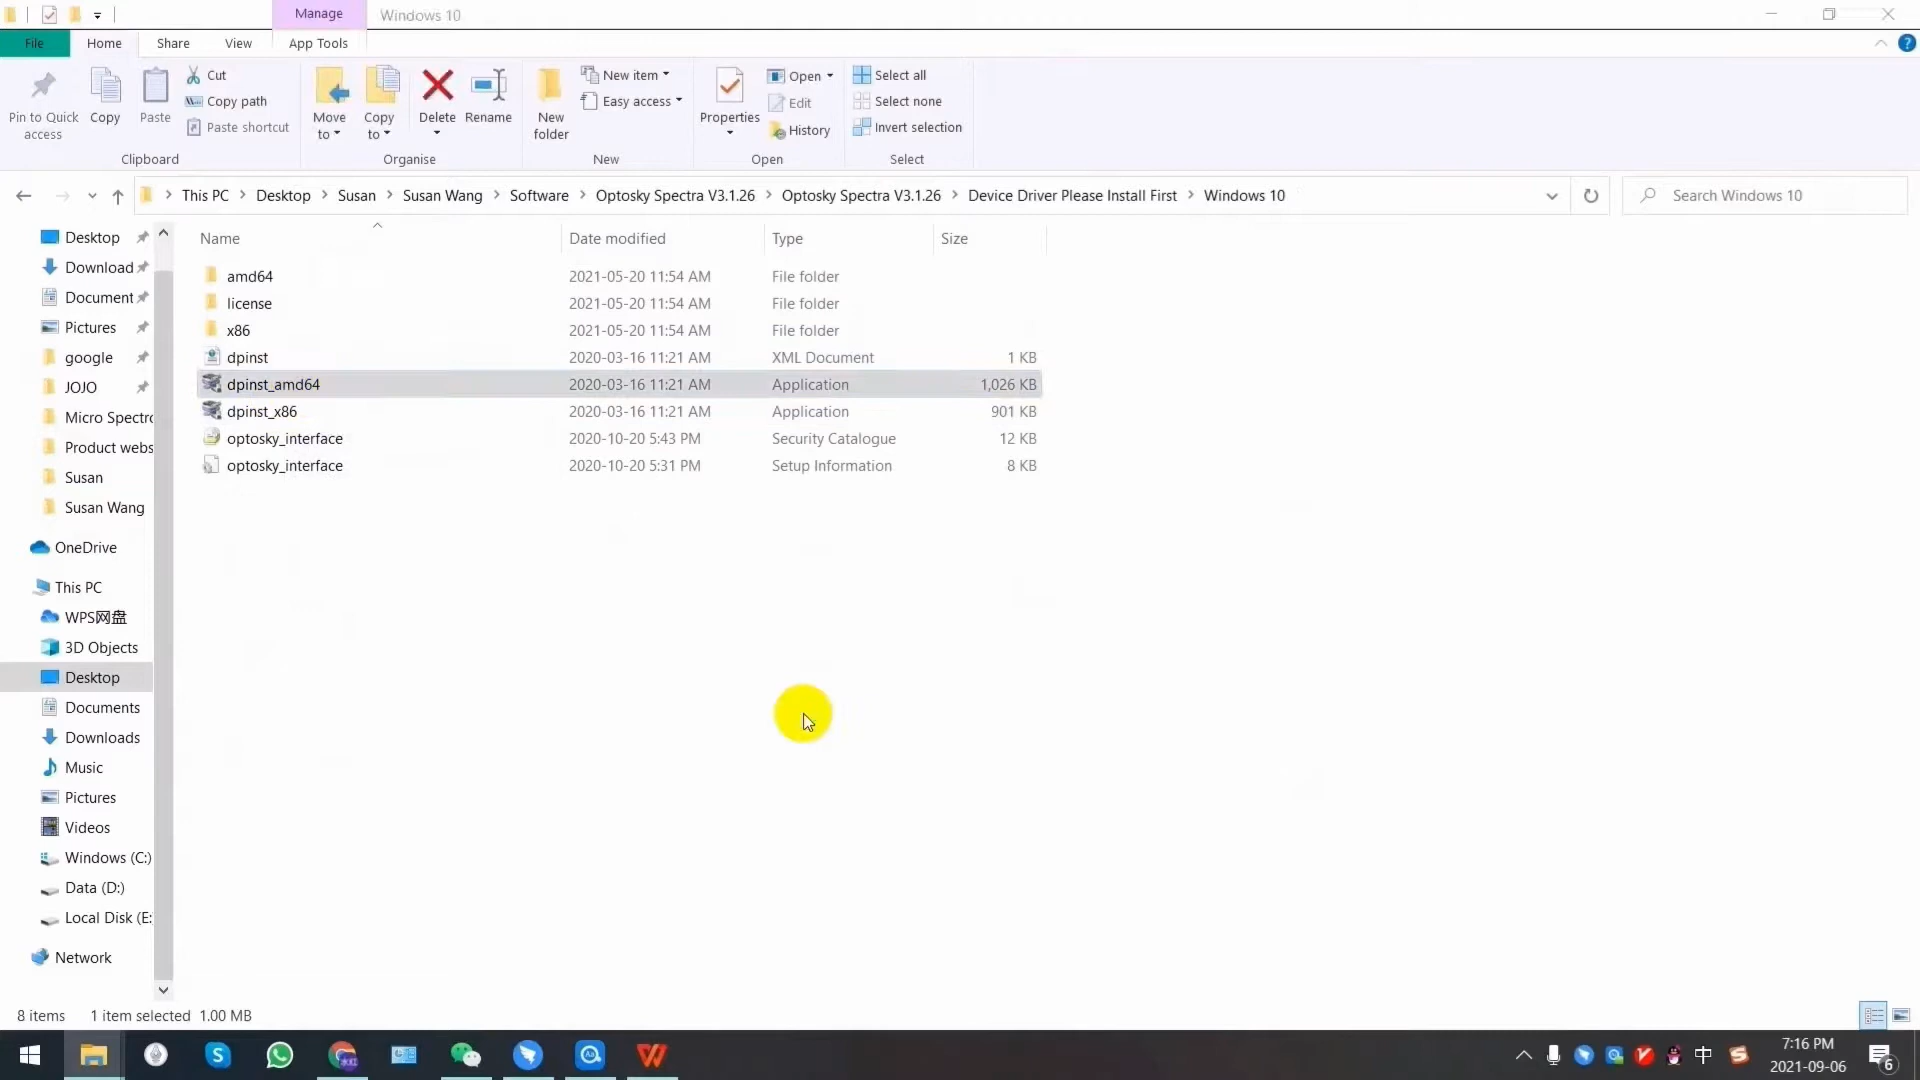 Manage Windows 10
File Home Share View App Tools
Pin to Quick access
Copy
Paste
Cut
Copy path
Paste shortcut
Clipboard
Move to
Copy to
Delete
Rename
Organise
New folder
New item
Easy access
New
Properties
Open
Edit
History
Open
Select all
Select none
Invert selection
Select
This PC > Desktop > Susan > Susan Wang > Software > Optosky Spectra V3.1.26 > Optosky Spectra V3.1.26 > Device Driver Please Install First > Windows 10
Search Windows 10
Desktop
Download
Document
Pictures
google
JOJO
Micro Spectro
Product webs
Susan
Susan Wang
OneDrive
This PC
WPS网盘
3D Objects
Desktop
Documents
Downloads
Music
Pictures
Videos
Windows (C:)
Data (D:)
Local Disk (E:
Network
Name Date modified Type Size
amd64 2021-05-20 11:54 AM File folder
license 2021-05-20 11:54 AM File folder
x86 2021-05-20 11:54 AM File folder
dpinst 2020-03-16 11:21 AM XML Document 1 KB
dpinst_amd64 2020-03-16 11:21 AM Application 1,026 KB
dpinst_x86 2020-03-16 11:21 AM Application 901 KB
optosky_interface 2020-10-20 5:43 PM Security Catalogue 12 KB
optosky_interface 2020-10-20 5:31 PM Setup Information 8 KB
8 items 1 item selected 1.00 MB
中
7:16 PM
2021-09-06
6